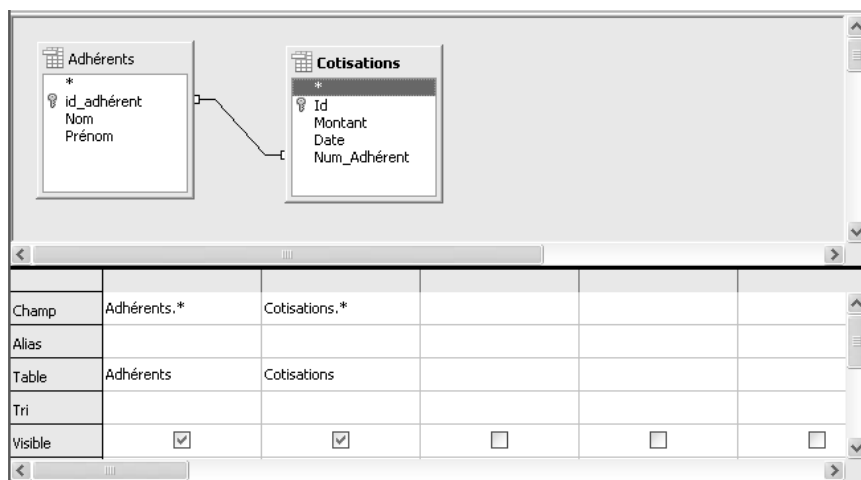 Adhérents
*
id_adhérent
Nom
Prénom
Cotisations
*
Id
Montant
Date
Num_Adhérent
Champ Adhérents.* Cotisations.*
Alias
Table Adhérents Cotisations
Tri
Visible